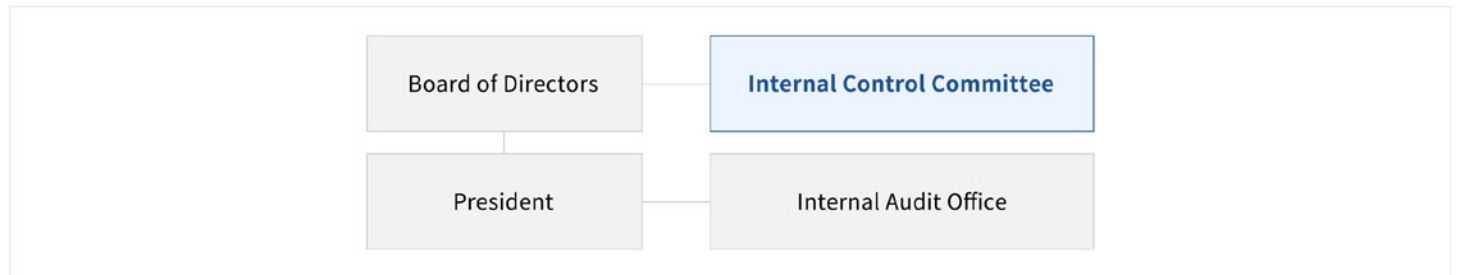 Board of Directors
Internal Control Committee
President
Internal Audit Office